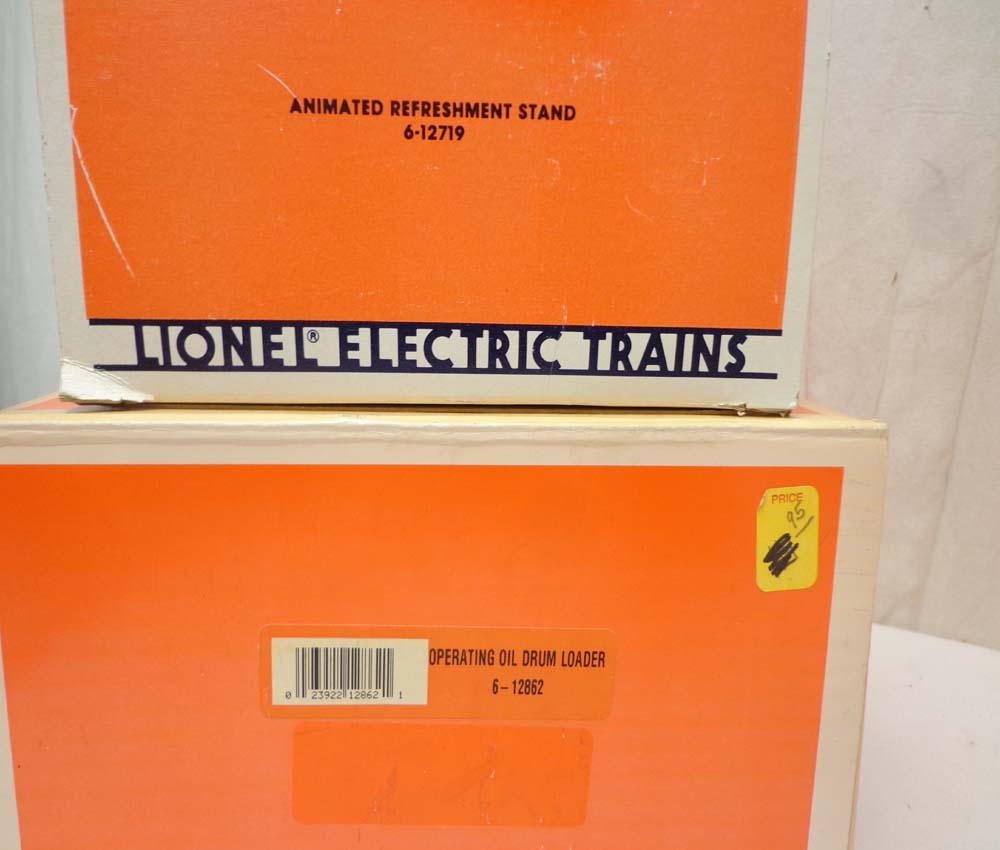 ANIMATED REFRESHMENT STAND
6-12719
LIONEL® ELECTRIC TRAINS
PRICE
95
OPERATING OIL DRUM LOADER
6-12862
0 23922 12862 1